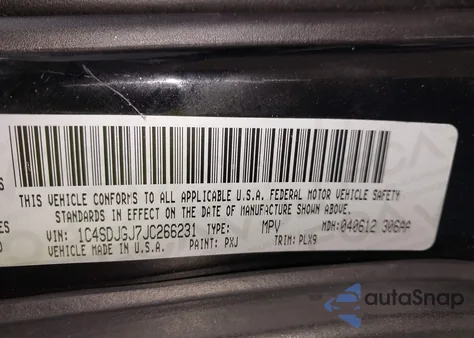 THIS VEHICLE CONFORMS TO ALL APPLICABLE U.S.A. FEDERAL MOTOR VEHICLE SAFETY
STANDARDS IN EFFECT ON THE DATE OF MANUFACTURE SHOWN ABOVE.
VIN: 1C4SDJGJ7JC266231 TYPE: MPV MDH: 040612 306AA
VEHICLE MADE IN U.S.A. PAINT: PXJ TRIM: PLX9
autoSnap